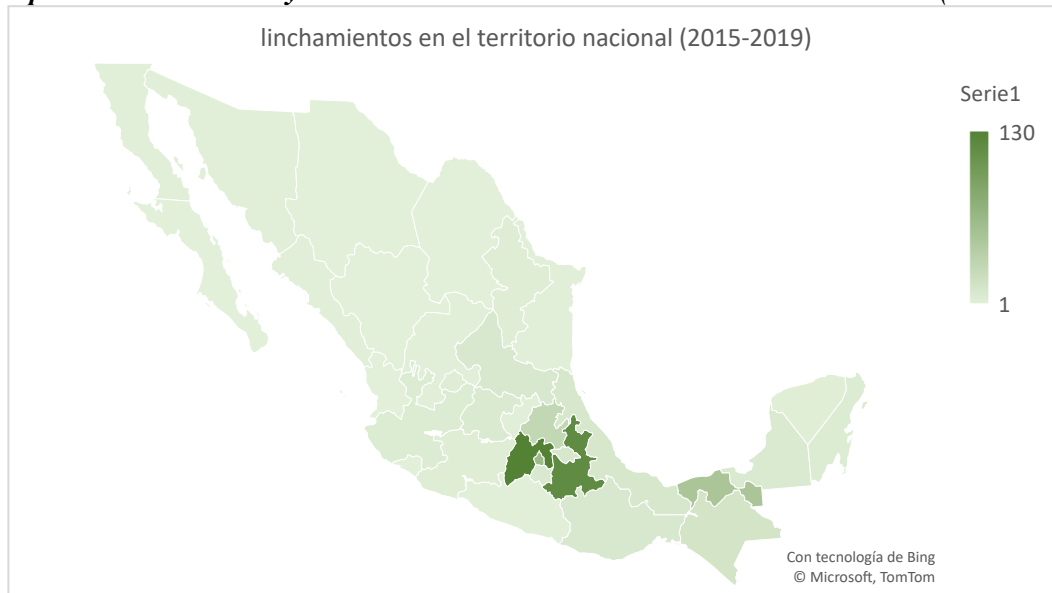 linchamientos en el territorio nacional (2015-2019)
Serie1
130
1
Con tecnología de Bing
© Microsoft, TomTom